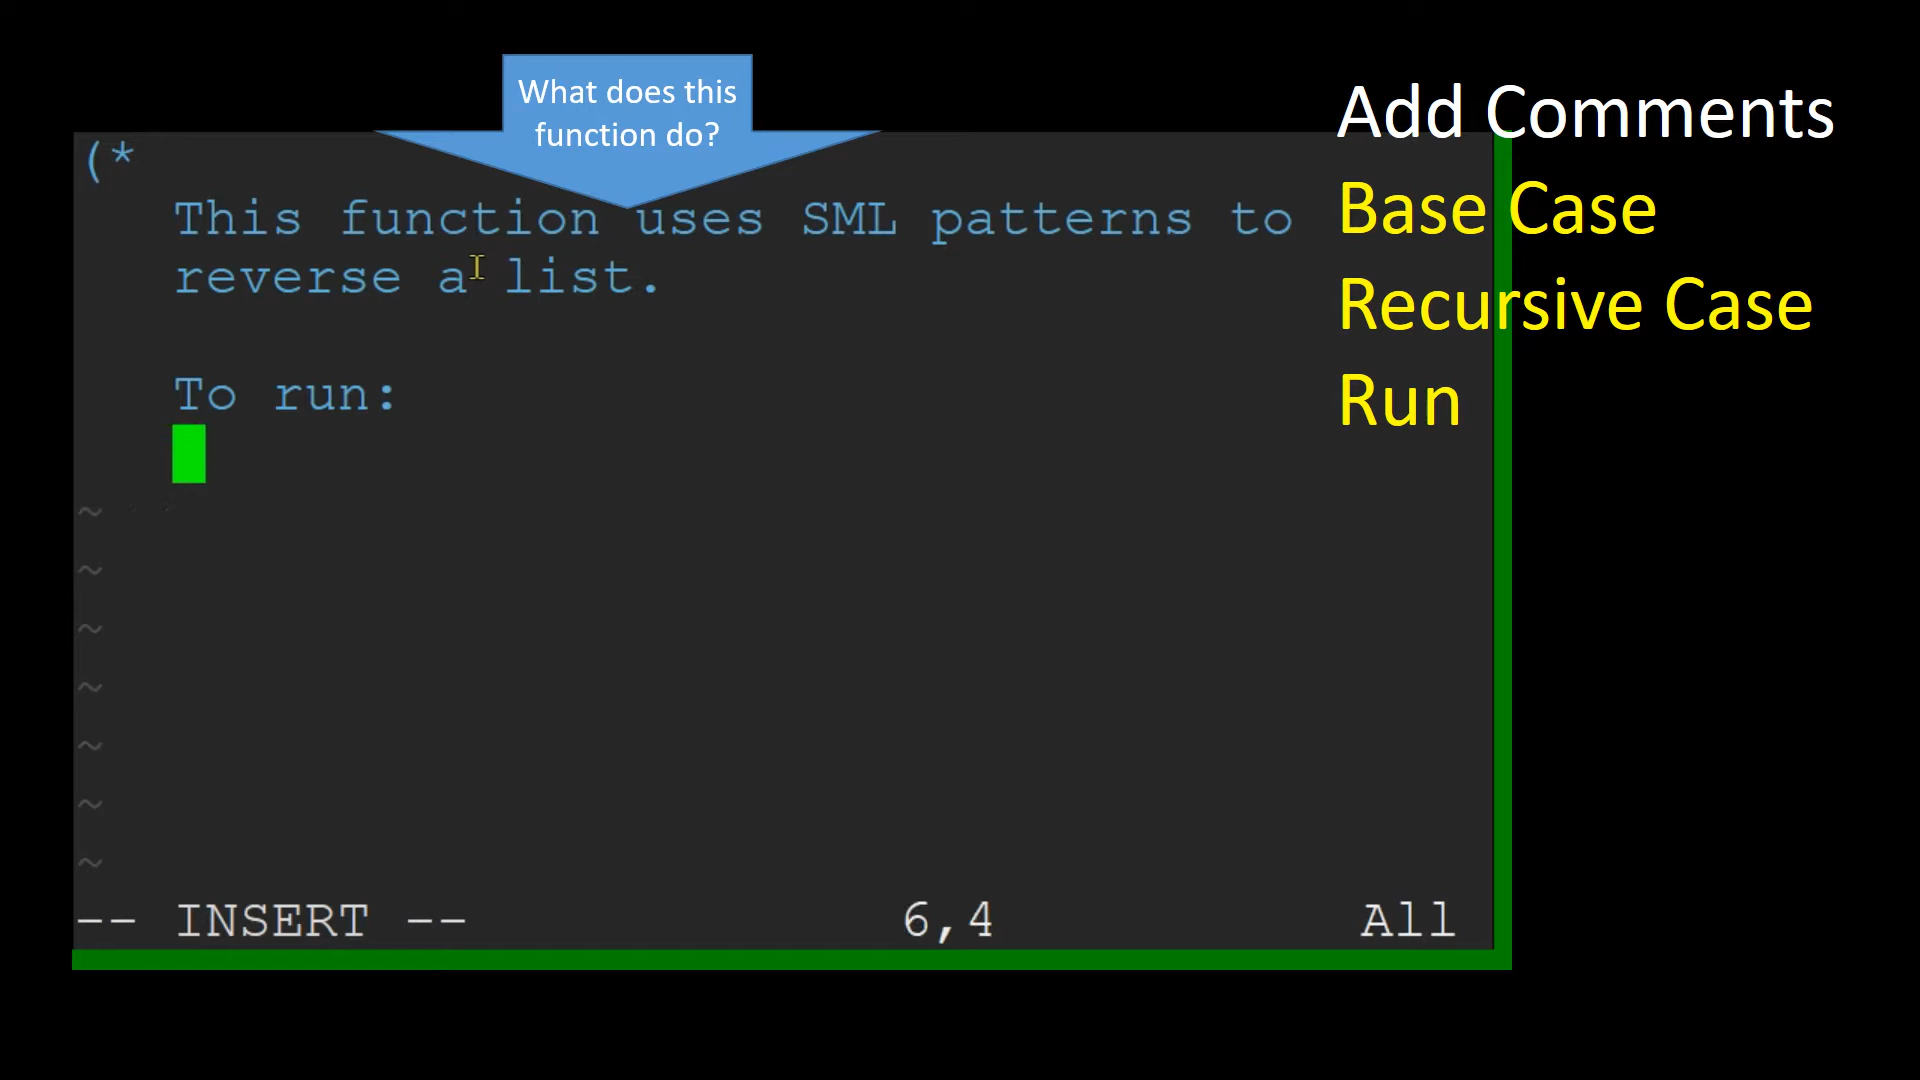 What does this
function do?
(*
This function uses SML patterns to
reverse a list.
To run:
~
~
~
~
~
~
~
-- INSERT -- 6,4 All
Add Comments
Base Case
Recursive Case
Run